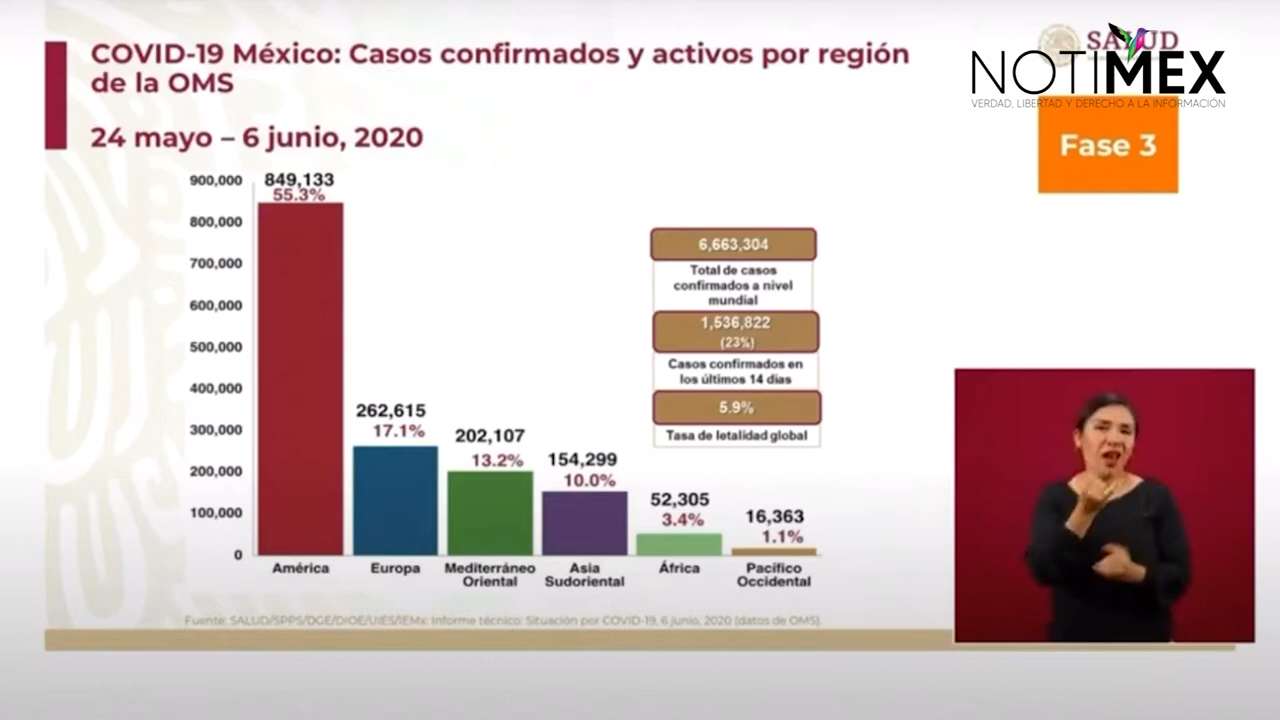 COVID-19 México: Casos confirmados y activos por región
de la OMS
24 mayo – 6 junio, 2020
SALUD
NOTIMEX
VERDAD, LIBERTAD Y DERECHO A LA INFORMACIÓN
Fase 3
900,000
800,000
700,000
600,000
500,000
400,000
300,000
200,000
100,000
0
849,133
55.3%
262,615
17.1%
202,107
13.2%
154,299
10.0%
52,305
3.4%
16,363
1.1%
6,663,304
Total de casos
confirmados a nivel
mundial
1,536,822
(23%)
Casos confirmados en
los últimos 14 días
5.9%
Tasa de letalidad global
América
Europa
Mediterráneo
Oriental
Asia
Sudoriental
África
Pacífico
Occidental
Fuente: SALUD/SPPS/DGE/DIOE/UIES/IEMx: Informe técnico: Situación por COVID-19, 6 junio, 2020 (datos de OMS).